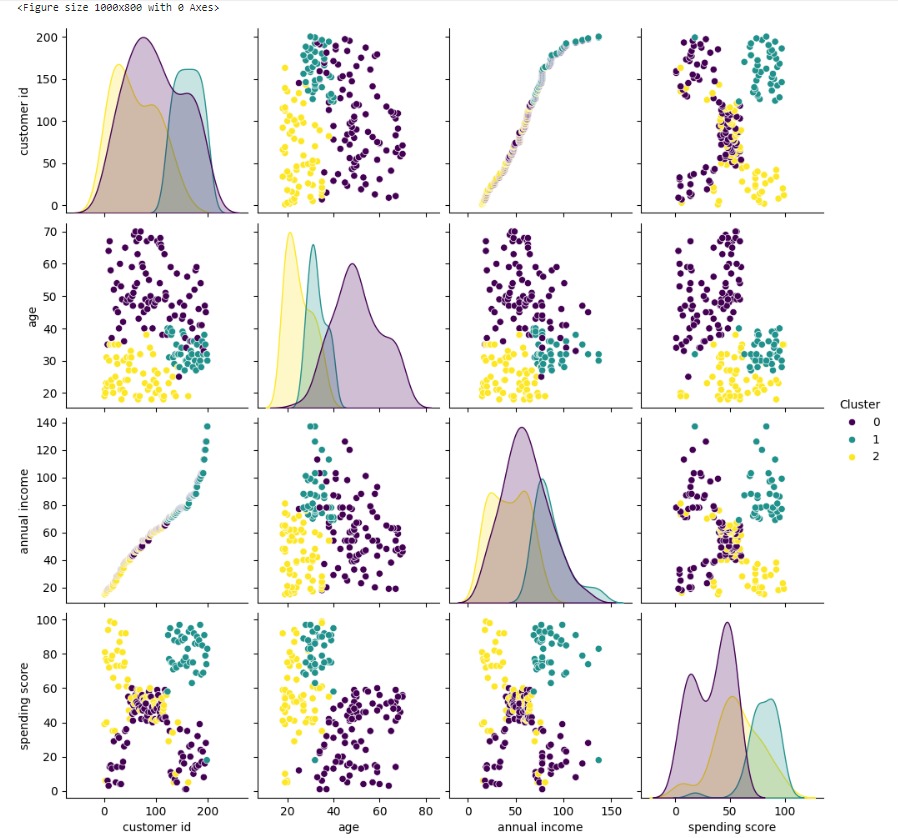 <Figure size 1000x800 with 0 Axes>
200
150
100
50
0
customer id
70
60
50
40
30
20
age
Cluster
0
1
2
140
120
100
80
60
40
20
annual income
100
80
60
40
20
0
spending score
0 100 200
20 40 60 80
0 50 100 150
0 50 100
customer id
age
annual income
spending score